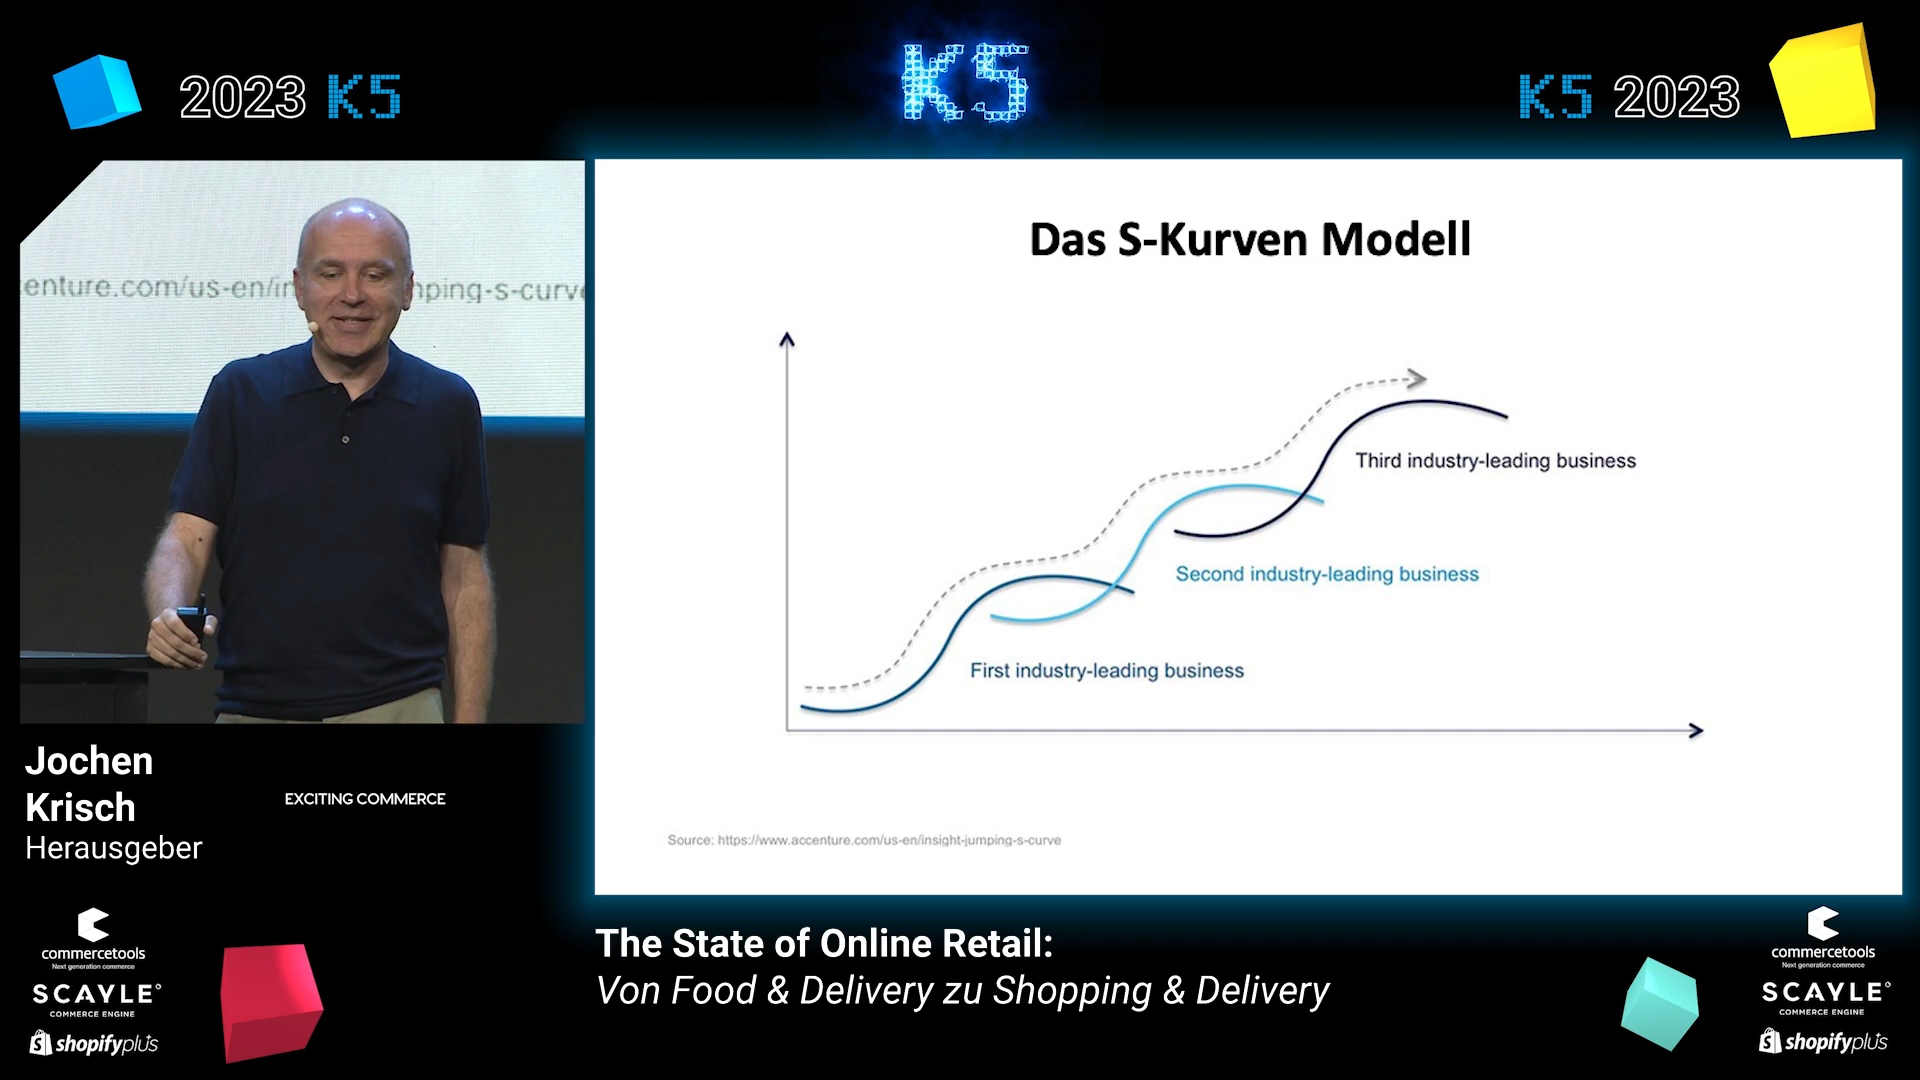 2023 K5
K5
K5 2023
enture.com/us-en/in
ping-s-curve
Das S-Kurven Modell
Third industry-leading business
Second industry-leading business
First industry-leading business
Source: https://www.accenture.com/us-en/insight-jumping-s-curve
Jochen
Krisch
Herausgeber
EXCITING COMMERCE
The State of Online Retail:
Von Food & Delivery zu Shopping & Delivery
commercetools
Next generation commerce
SCAYLE
COMMERCE ENGINE
shopifyplus
commercetools
Next generation commerce
SCAYLE
COMMERCE ENGINE
shopifyplus